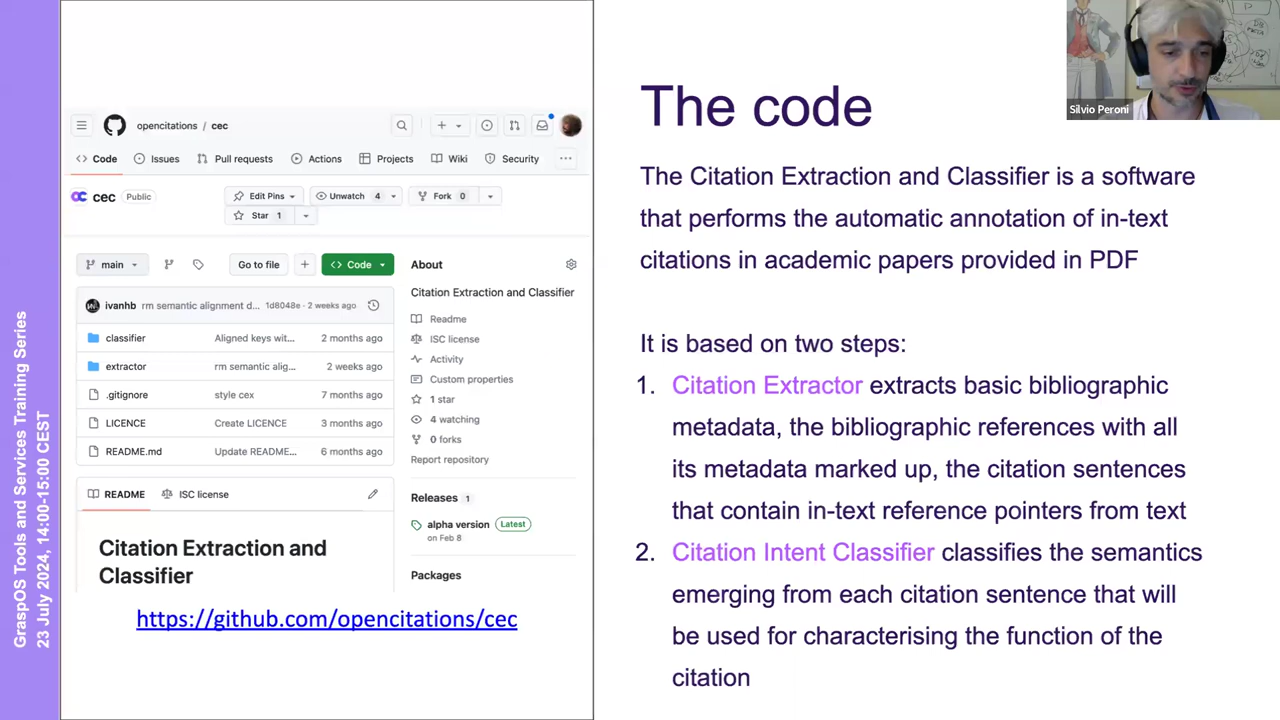 GraspOS Tools and Services Training Series
23 July 2024, 14:00-15:00 CEST
opencitations / cec
Code
Issues
Pull requests
Actions
Projects
Wiki
Security
cec
Public
Edit Pins
Unwatch 4
Fork 0
Star 1
main
Go to file
Code
ivanhb rm semantic alignment d... 1d6048e · 2 weeks ago
classifier Aligned keys wit... 2 months ago
extractor rm semantic alig... 2 weeks ago
.gitignore style cex 7 months ago
LICENCE Create LICENCE 3 months ago
README.md Update README... 6 months ago
README
ISC license
Citation Extraction and
Classifier
About
Citation Extraction and Classifier
Readme
ISC license
Activity
Custom properties
1 star
4 watching
0 forks
Report repository
Releases 1
alpha version Latest
on Feb 8
Packages
https://github.com/opencitations/cec
The code
The Citation Extraction and Classifier is a software
that performs the automatic annotation of in-text
citations in academic papers provided in PDF
It is based on two steps:
1. Citation Extractor extracts basic bibliographic
metadata, the bibliographic references with all
its metadata marked up, the citation sentences
that contain in-text reference pointers from text
2. Citation Intent Classifier classifies the semantics
emerging from each citation sentence that will
be used for characterising the function of the
citation
Silvio Peroni